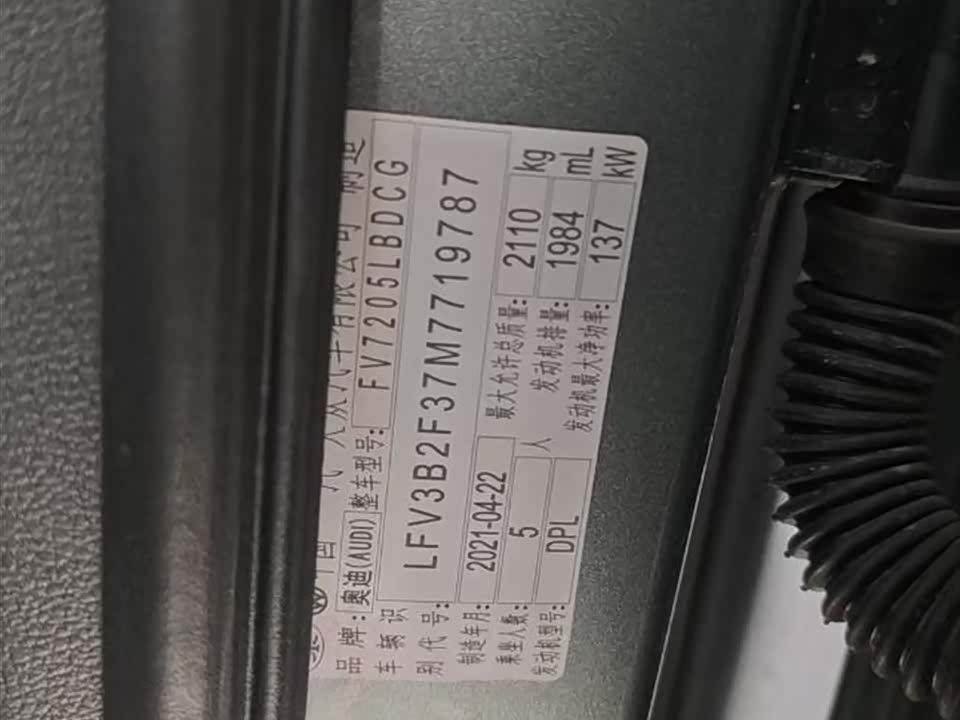 中国 一汽-大众汽车有限公司 制造
品牌: 奥迪(AUDI) 整车型号: FV7205LBDCG
车辆识别代号: LFV3B2F37M7719787
制造年月: 2021-04-22 最大允许总质量: 2110 kg
乘坐人数: 5 人 发动机排量: 1984 mL
发动机型号: DPL 发动机最大净功率: 137 kW